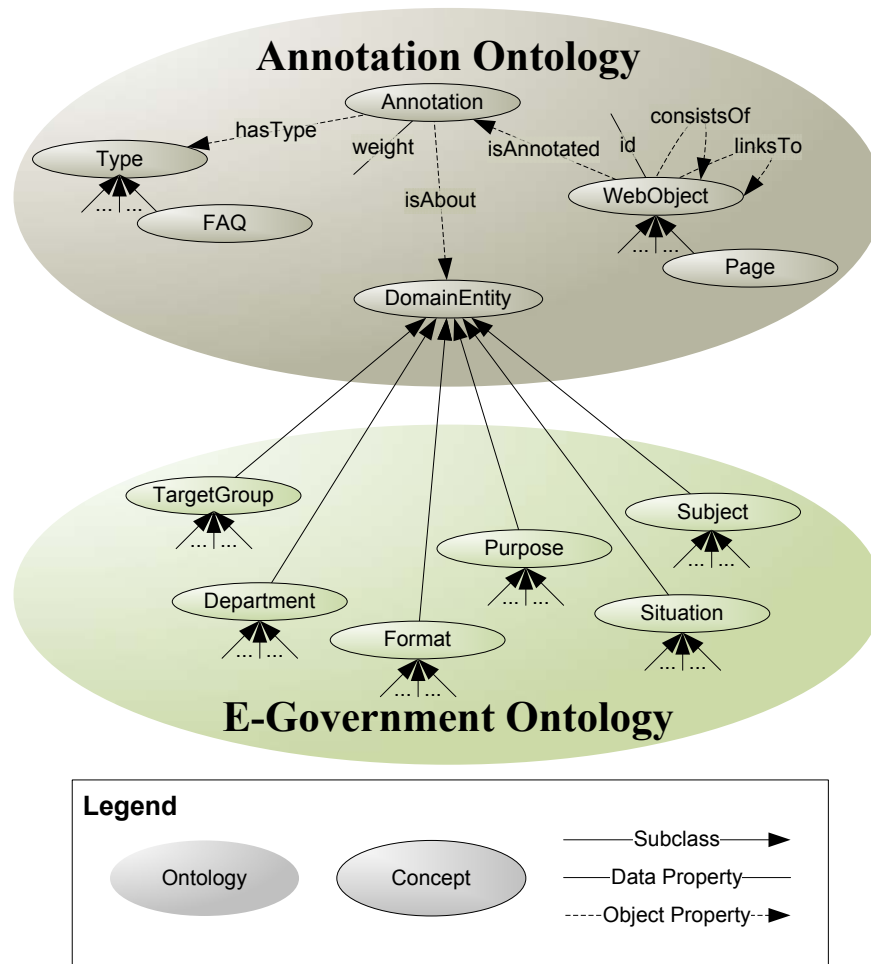 Annotation Ontology
Annotation
consistsOf
hasType
weight
id
linksTo
isAnnotated
Type
isAbout
WebObject
... ...
FAQ
... ...
Page
DomainEntity
TargetGroup
... ...
Subject
... ...
Purpose
... ...
Department
... ...
Situation
... ...
Format
... ...
E-Government Ontology
Legend
Ontology
Concept
Subclass
Data Property
Object Property